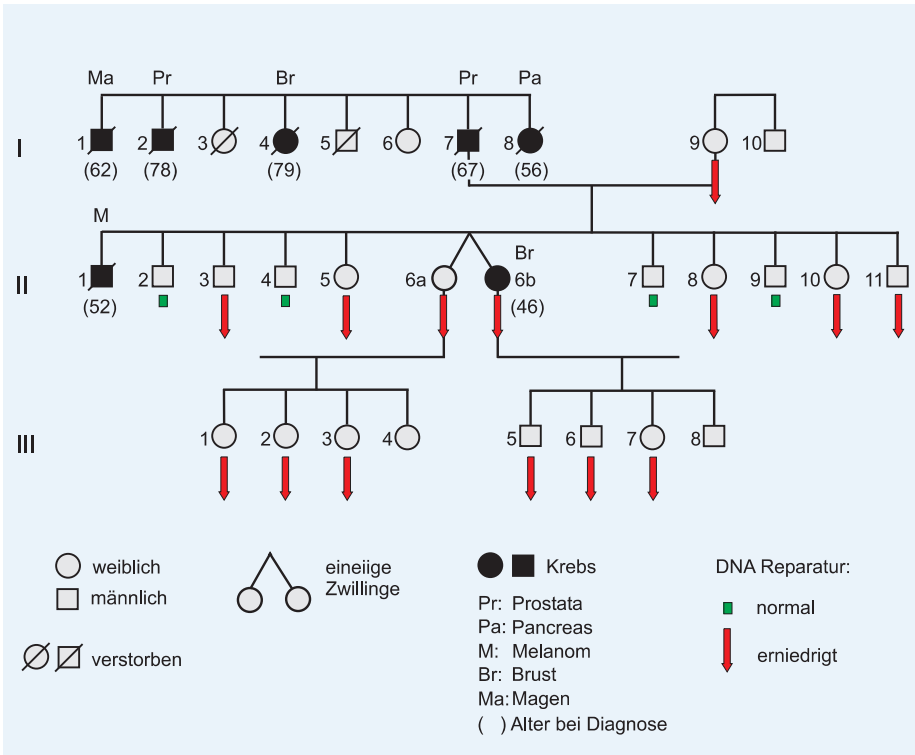 Ma Pr Br Pr Pa
I 1 2 3 4 5 6 7 8 9 10
(62) (78) (79) (67) (56)
M Br
II 1 2 3 4 5 6a 6b 7 8 9 10 11
(52) (46)
III 1 2 3 4 5 6 7 8
weiblich
männlich
verstorben
eineiige
Zwillinge
Krebs
Pr: Prostata
Pa: Pancreas
M: Melanom
Br: Brust
Ma: Magen
( ) Alter bei Diagnose
DNA Reparatur:
normal
erniedrigt